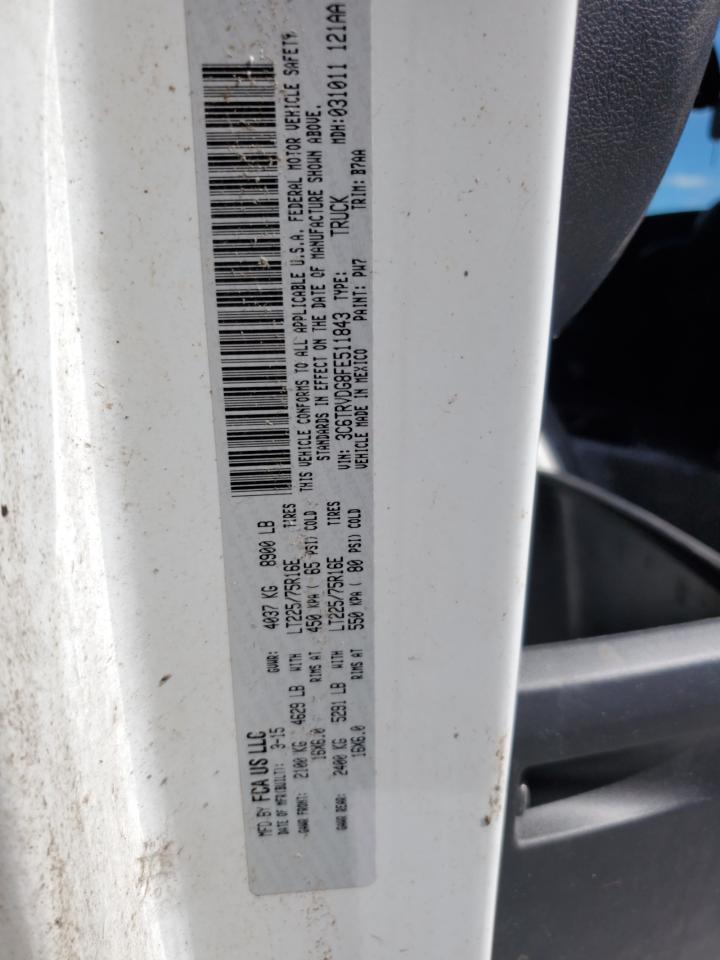 MFD BY FCA US LLC
DATE OF MFR(BUILT): 3-15 GVWR: 4037 KG 8900 LB
GAWR FRONT: 2100 KG 4629 LB WITH LT225/75R16E TIRES
16X6.0 RIMS AT 450 KPA ( 65 PSI) COLD
GAWR REAR: 2400 KG 5291 LB WITH LT225/75R16E TIRES
16X6.0 RIMS AT 550 KPA ( 80 PSI) COLD
THIS VEHICLE CONFORMS TO ALL APPLICABLE U.S.A. FEDERAL MOTOR VEHICLE SAFETY
STANDARDS IN EFFECT ON THE DATE OF MANUFACTURE SHOWN ABOVE.
VIN: 3C6TRVDG8FE511843 TYPE: TRUCK MDH:031011 121AA
VEHICLE MADE IN MEXICO PAINT: PW7 TRIM: B7AA